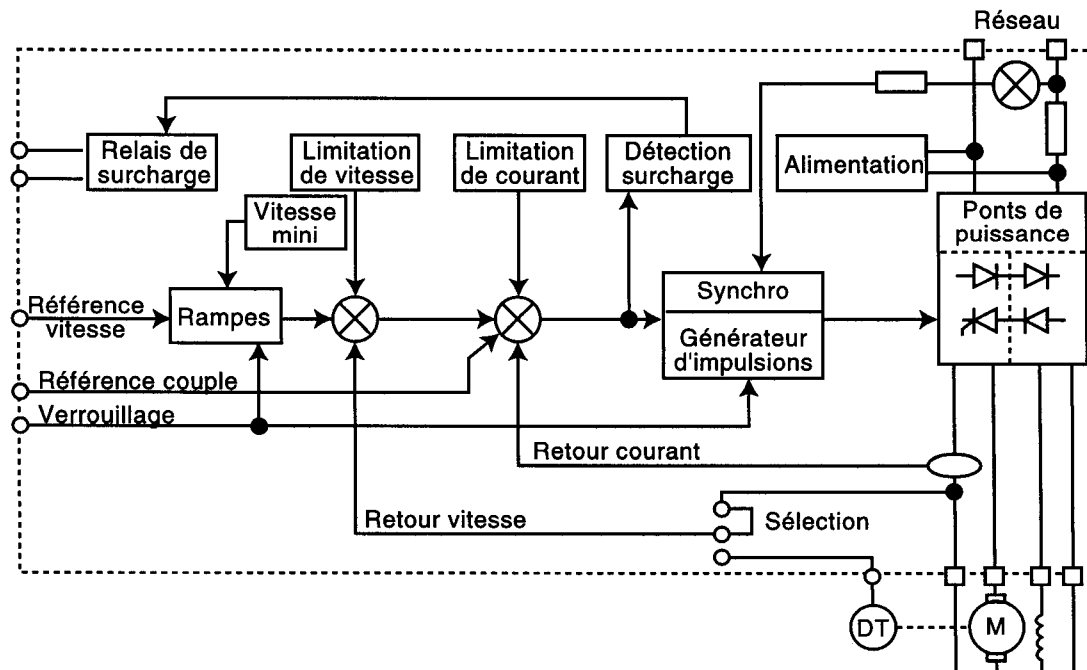 Réseau
Relais de
surcharge
Limitation
de vitesse
Limitation
de courant
Détection
surcharge
Alimentation
Vitesse
mini
Ponts de
puissance
Référence
vitesse
Rampes
Synchro
Générateur
d'impulsions
Référence couple
Verrouillage
Retour courant
Retour vitesse
Sélection
DT
M